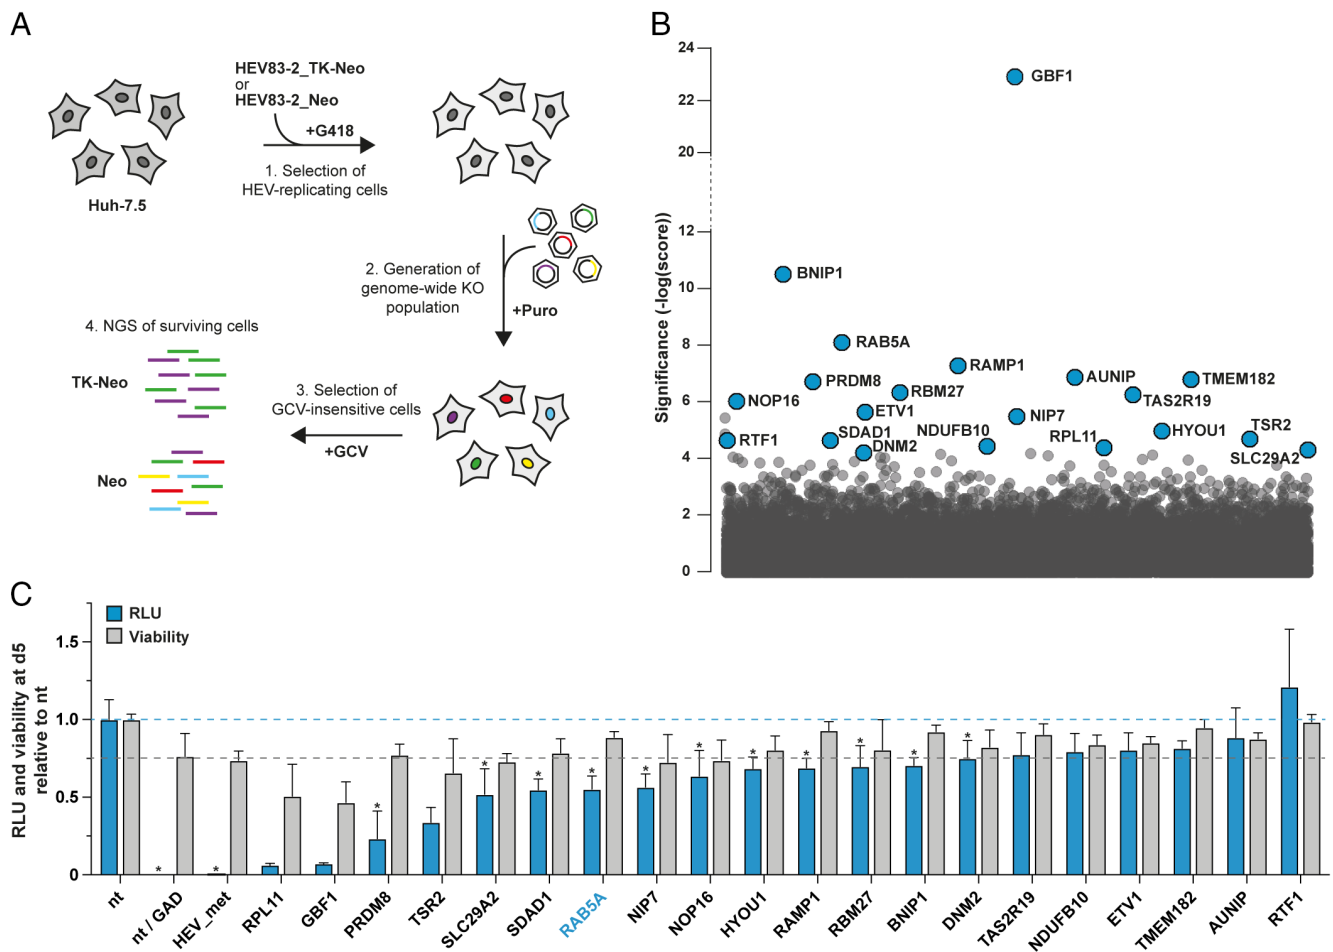 A
HEV83-2_TK-Neo
or
HEV83-2_Neo
+G418
1. Selection of
HEV-replicating cells
Huh-7.5
2. Generation of
genome-wide KO
population
+Puro
4. NGS of surviving cells
TK-Neo
Neo
3. Selection of
GCV-insensitive cells
+GCV
B
Significance (-log(score))
24
22
20
12
10
8
6
4
2
0
GBF1
BNIP1
RAB5A
RAMP1
PRDM8
AUNIP
TMEM182
RBM27
TAS2R19
NOP16
ETV1
NIP7
HYOU1
TSR2
RTF1
SDAD1
DNM2
NDUFB10
RPL11
SLC29A2
C
RLU
Viability
RLU and viability at d5
relative to nt
1.5
1.0
0.5
0
* * * * * * * * * * * * *
nt
nt / GAD
HEV_met
RPL11
GBF1
PRDM8
TSR2
SLC29A2
SDAD1
RAB5A
NIP7
NOP16
HYOU1
RAMP1
RBM27
BNIP1
DNM2
TAS2R19
NDUFB10
ETV1
TMEM182
AUNIP
RTF1